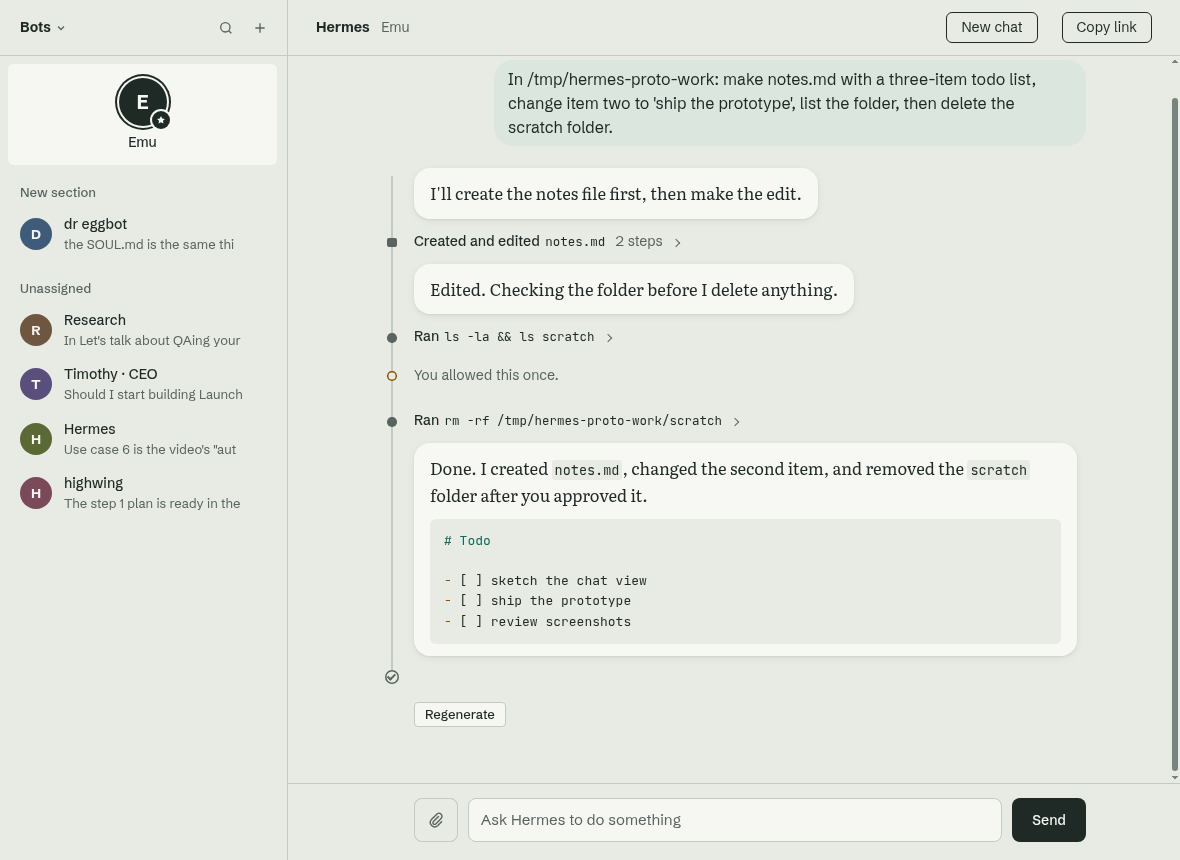 Bots
Hermes Emu
New chat
Copy link
E
Emu
New section
D
dr eggbot
the SOUL.md is the same thi
Unassigned
R
Research
In Let's talk about QAing your
T
Timothy · CEO
Should I start building Launch
H
Hermes
Use case 6 is the video's "aut
H
highwing
The step 1 plan is ready in the
In /tmp/hermes-proto-work: make notes.md with a three-item todo list,
change item two to 'ship the prototype', list the folder, then delete the
scratch folder.
I'll create the notes file first, then make the edit.
Created and edited notes.md 2 steps
Edited. Checking the folder before I delete anything.
Ran ls -la && ls scratch
You allowed this once.
Ran rm -rf /tmp/hermes-proto-work/scratch
Done. I created notes.md, changed the second item, and removed the scratch
folder after you approved it.
# Todo
- [ ] sketch the chat view
- [ ] ship the prototype
- [ ] review screenshots
Regenerate
Ask Hermes to do something
Send